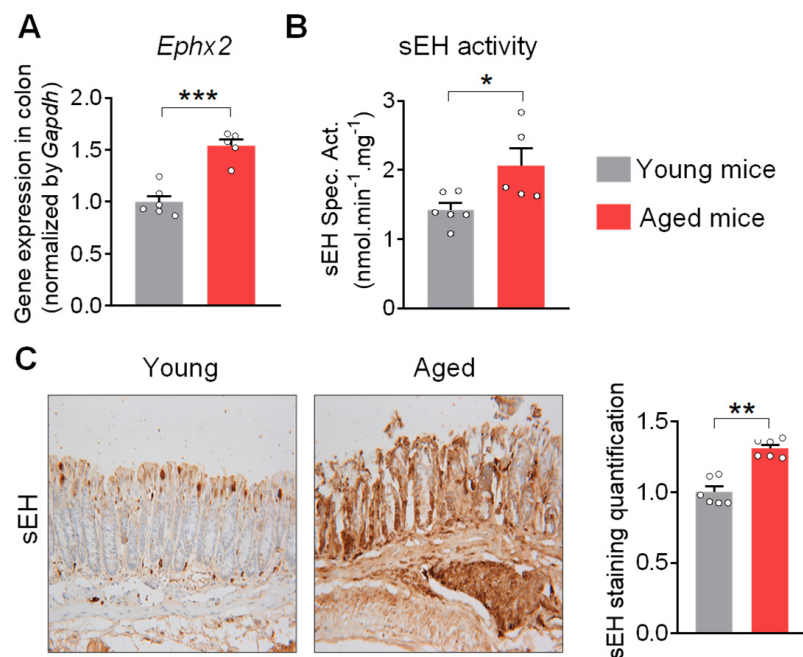 A
Ephx2
Gene expression in colon
(normalized by Gapdh)
2.0
1.5
1.0
0.5
0.0
***
B
sEH activity
sEH Spec. Act.
(nmol.min-1.mg-1)
3
2
1
0
*
Young mice
Aged mice
C
Young
Aged
sEH
sEH staining quantification
1.5
1.0
0.5
0.0
**